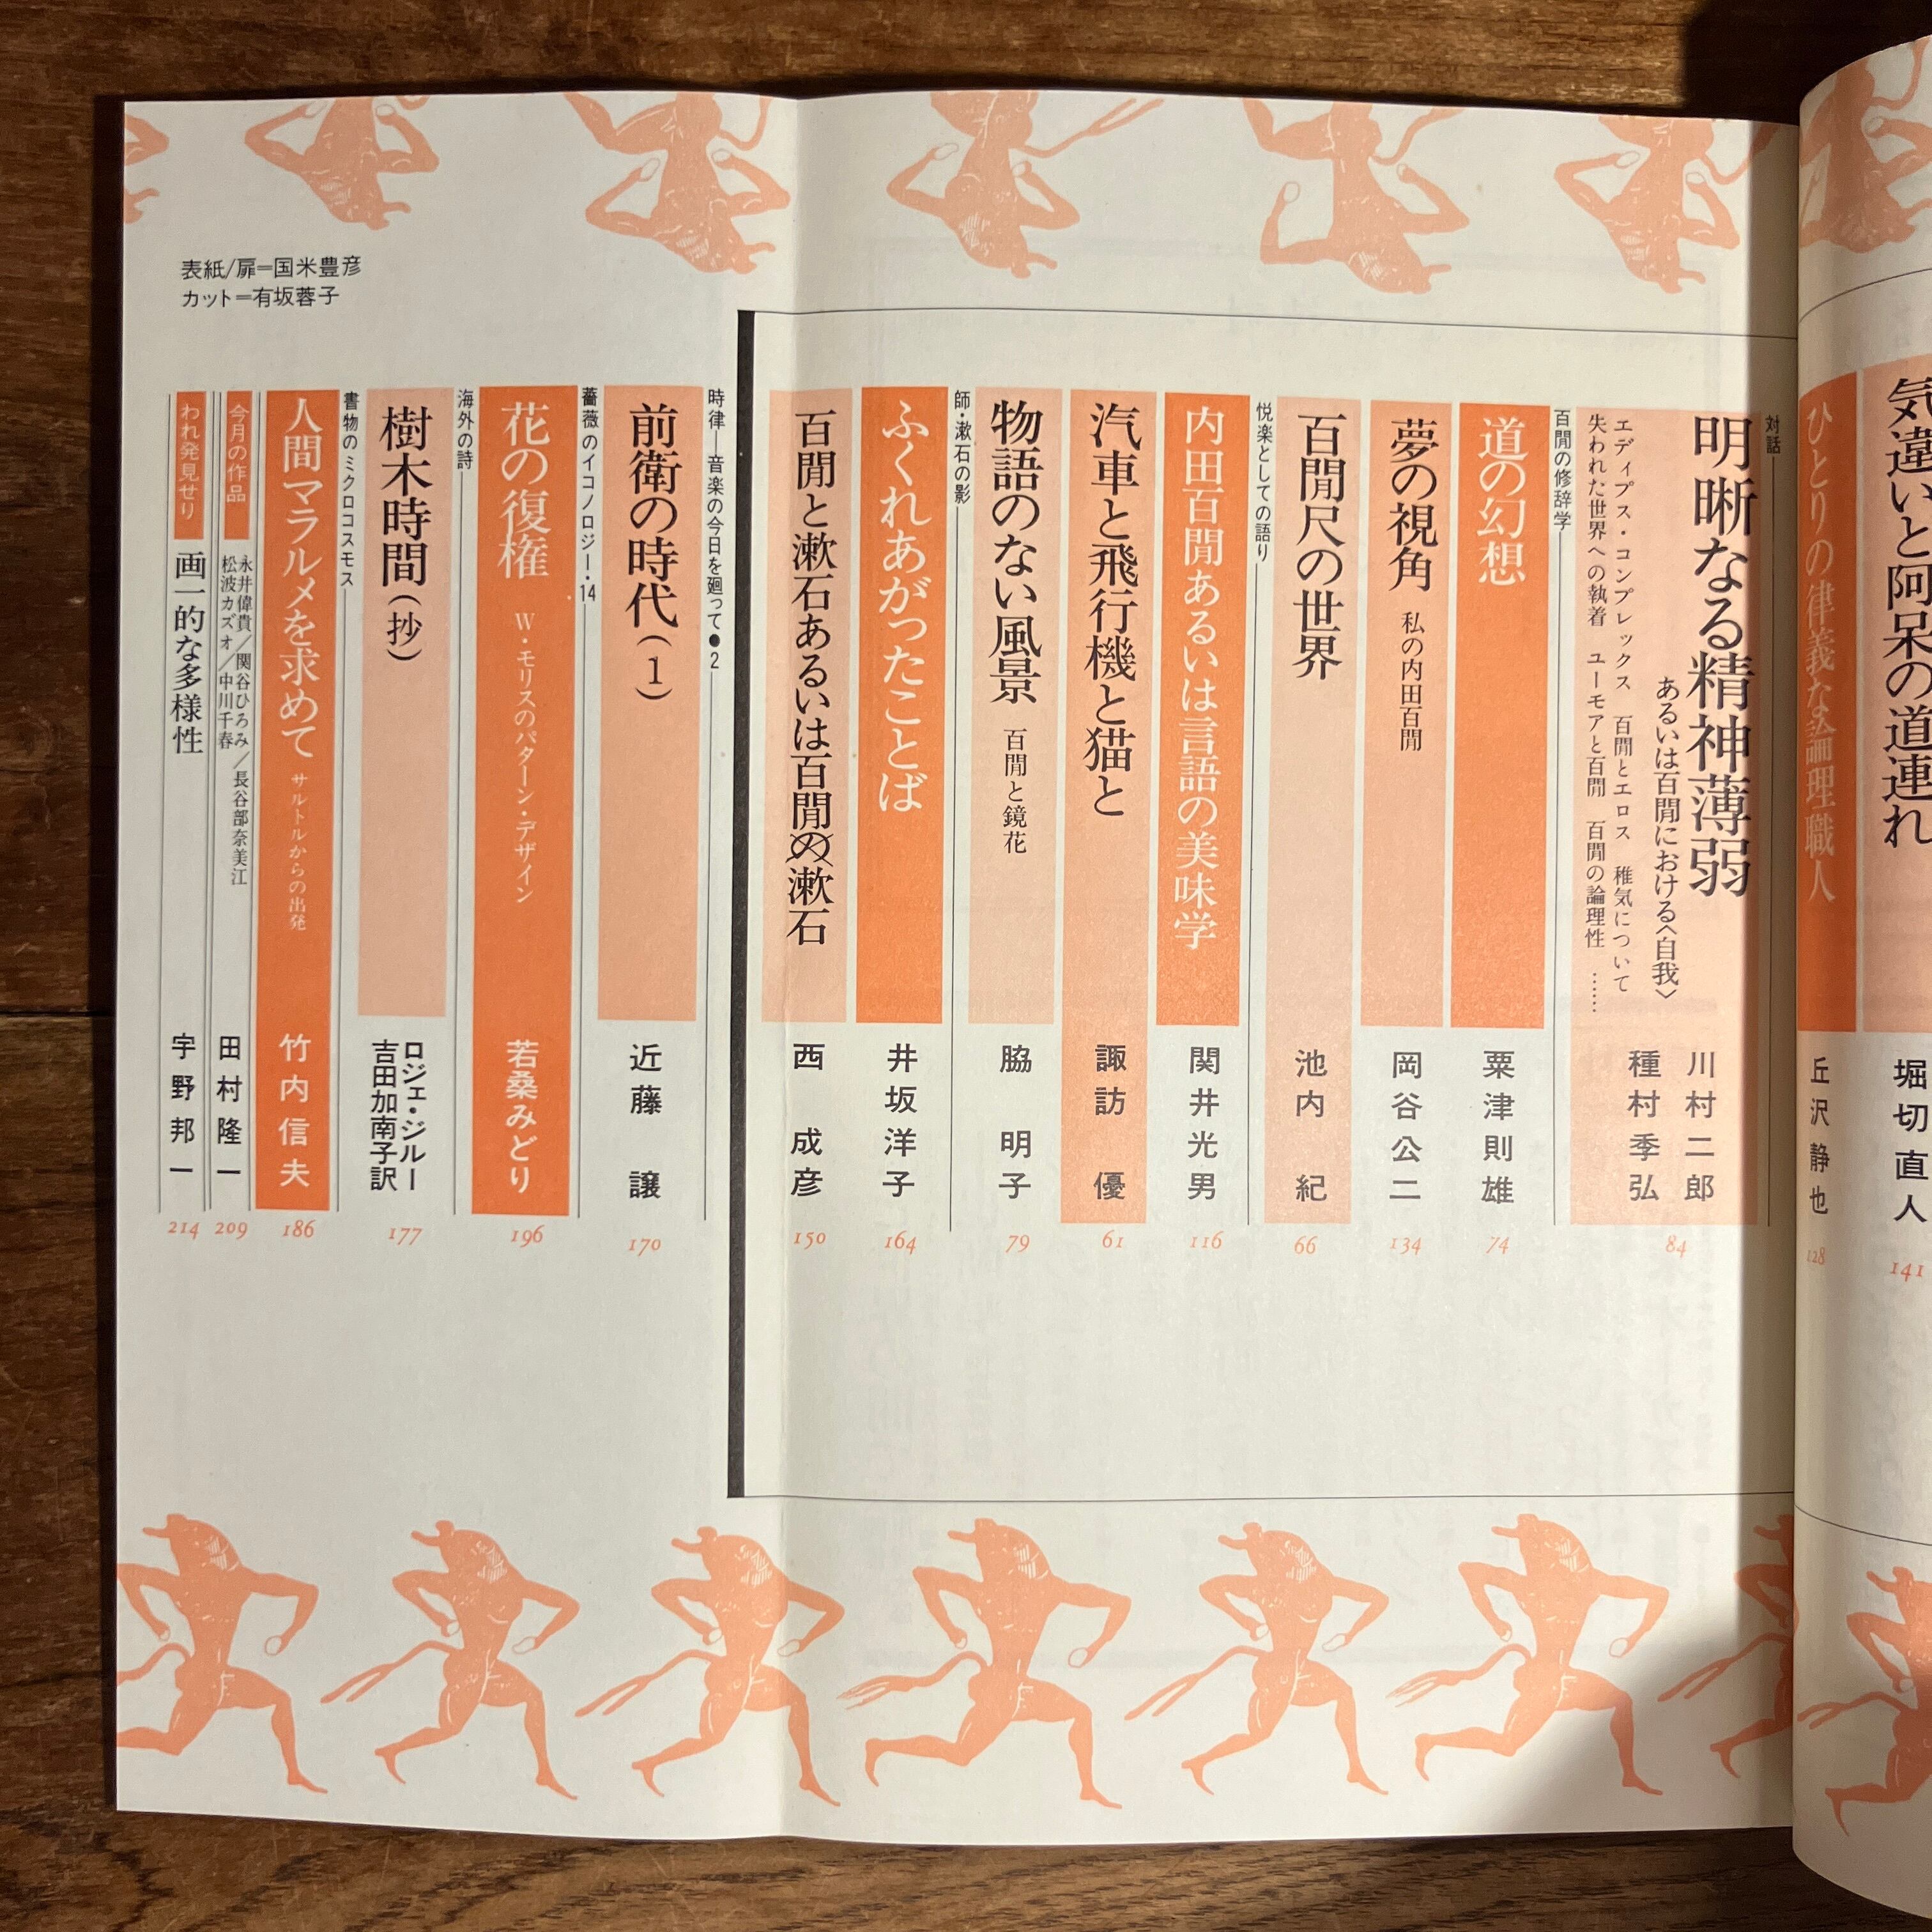 気違いと阿呆の道連れ
堀切直人
141
ひとりの律義な論理職人
丘沢静也
128
対話
明晰なる精神薄弱
あるいは百閒における〈自我〉
エディプス・コンプレックス 百閒とエロス 稚気について
失われた世界への執着 ユーモアと百閒 百閒の論理性……
川村二郎
種村季弘
84
百閒の修辞学
道の幻想
粟津則雄
74
夢の視角 私の内田百閒
岡谷公二
134
百閒尺の世界
池内紀
66
悦楽としての語り
内田百閒あるいは言語の美味学
関井光男
116
汽車と飛行機と猫と
諏訪優
61
物語のない風景 百閒と鏡花
脇明子
79
師・漱石の影
ふくれあがったことば
井坂洋子
164
百閒と漱石あるいは百閒の漱石
西成彦
150
時律─音楽の今日を廻って●2
前衛の時代(1)
近藤譲
170
薔薇のイコノロジー・14
花の復権 W・モリスのパターン・デザイン
若桑みどり
196
海外の詩
樹木時間(抄)
ロジェ・ジルー
吉田加南子訳
177
書物のミクロコスモス
人間マラルメを求めて サルトルからの出発
竹内信夫
186
今月の作品
永井偉貴/関谷ひろみ/長谷部奈美江
松波カズオ/中川千春
田村隆一
209
われ発見せり
画一的な多様性
宇野邦一
214
表紙/扉=国米豊彦
カット=有坂蓉子